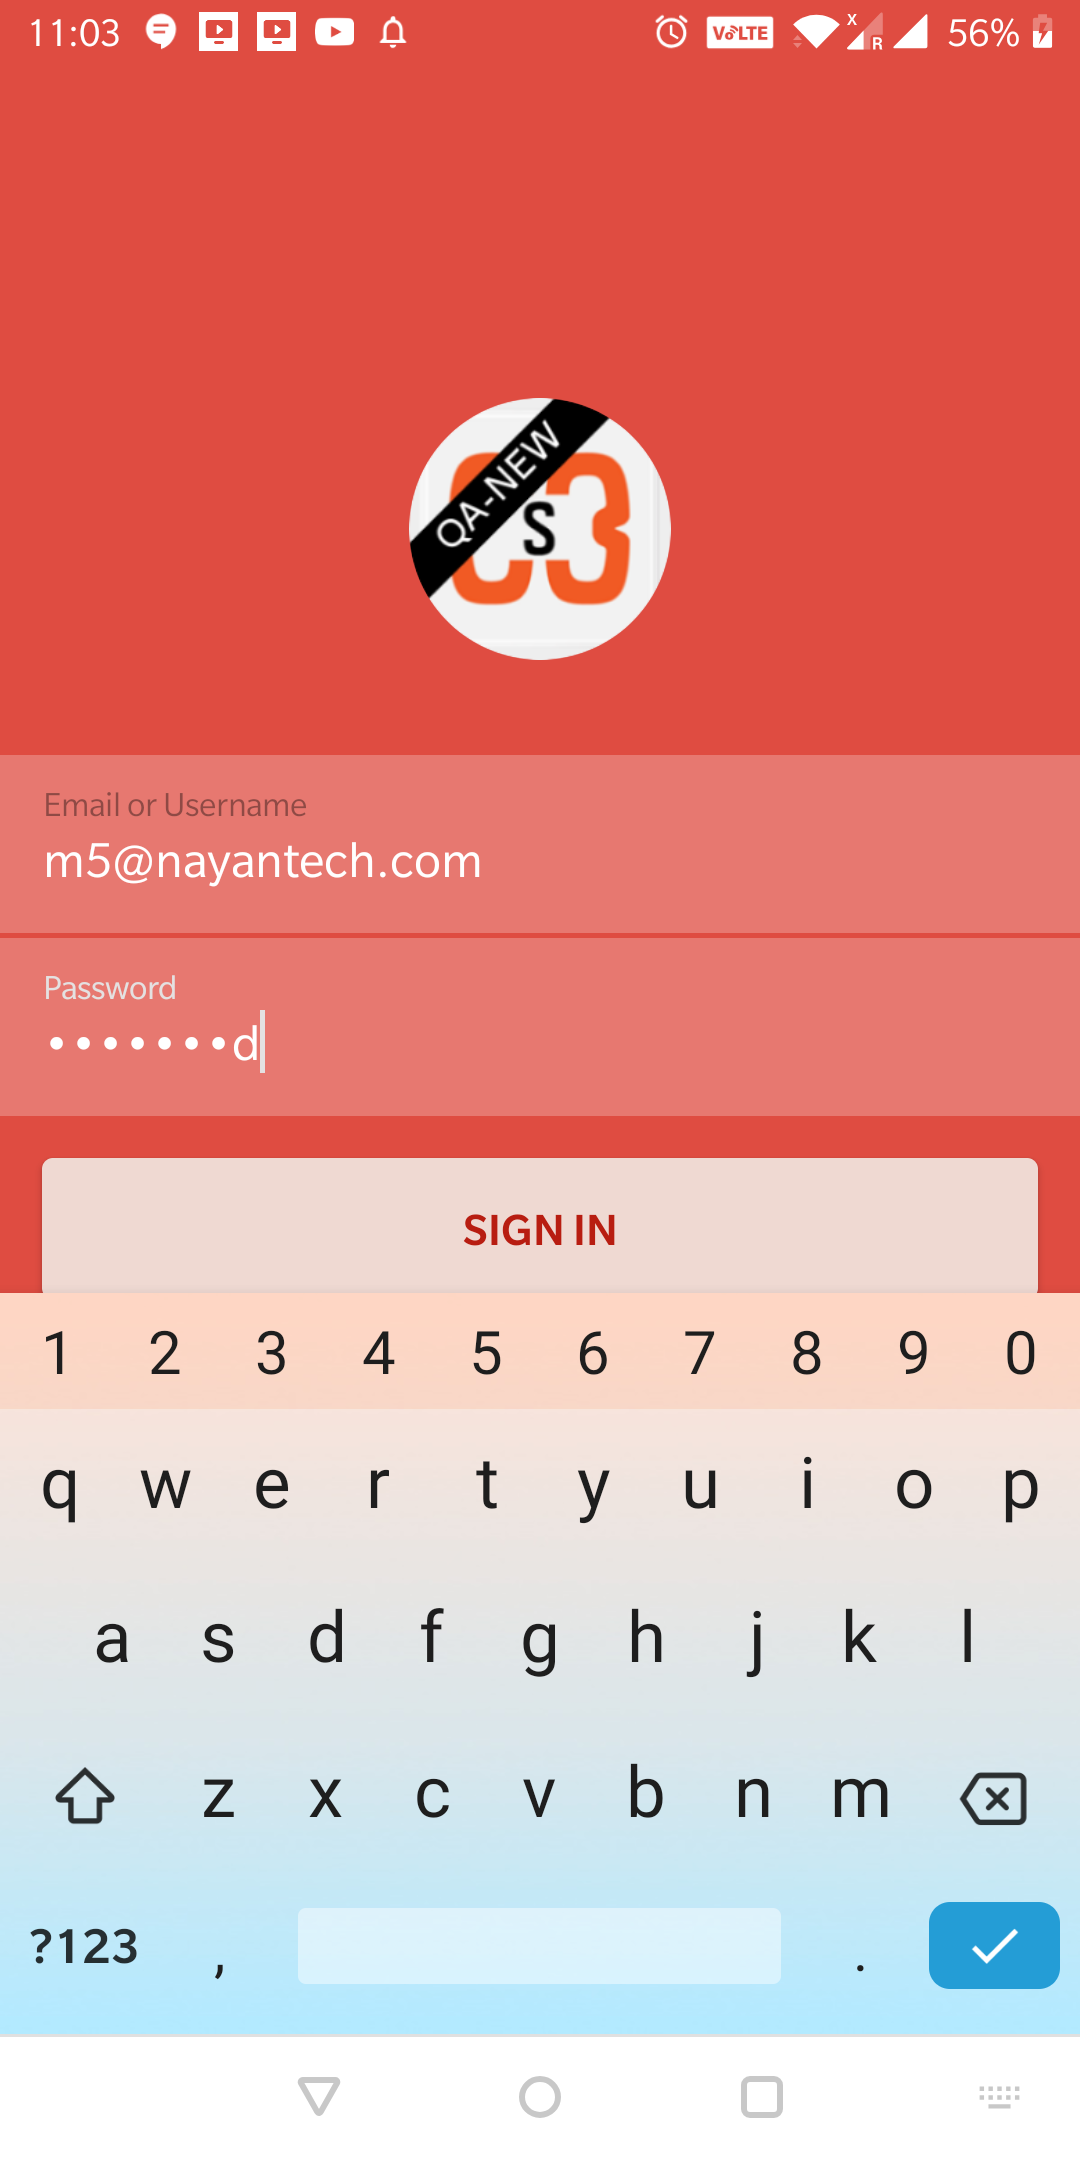 11:03 VoLTE X R 56%
QA-NEW
C3
S
Email or Username
m5@nayantech.com
Password
•••••••d
SIGN IN
1 2 3 4 5 6 7 8 9 0
q w e r t y u i o p
a s d f g h j k l
z x c v b n m
?123 , .